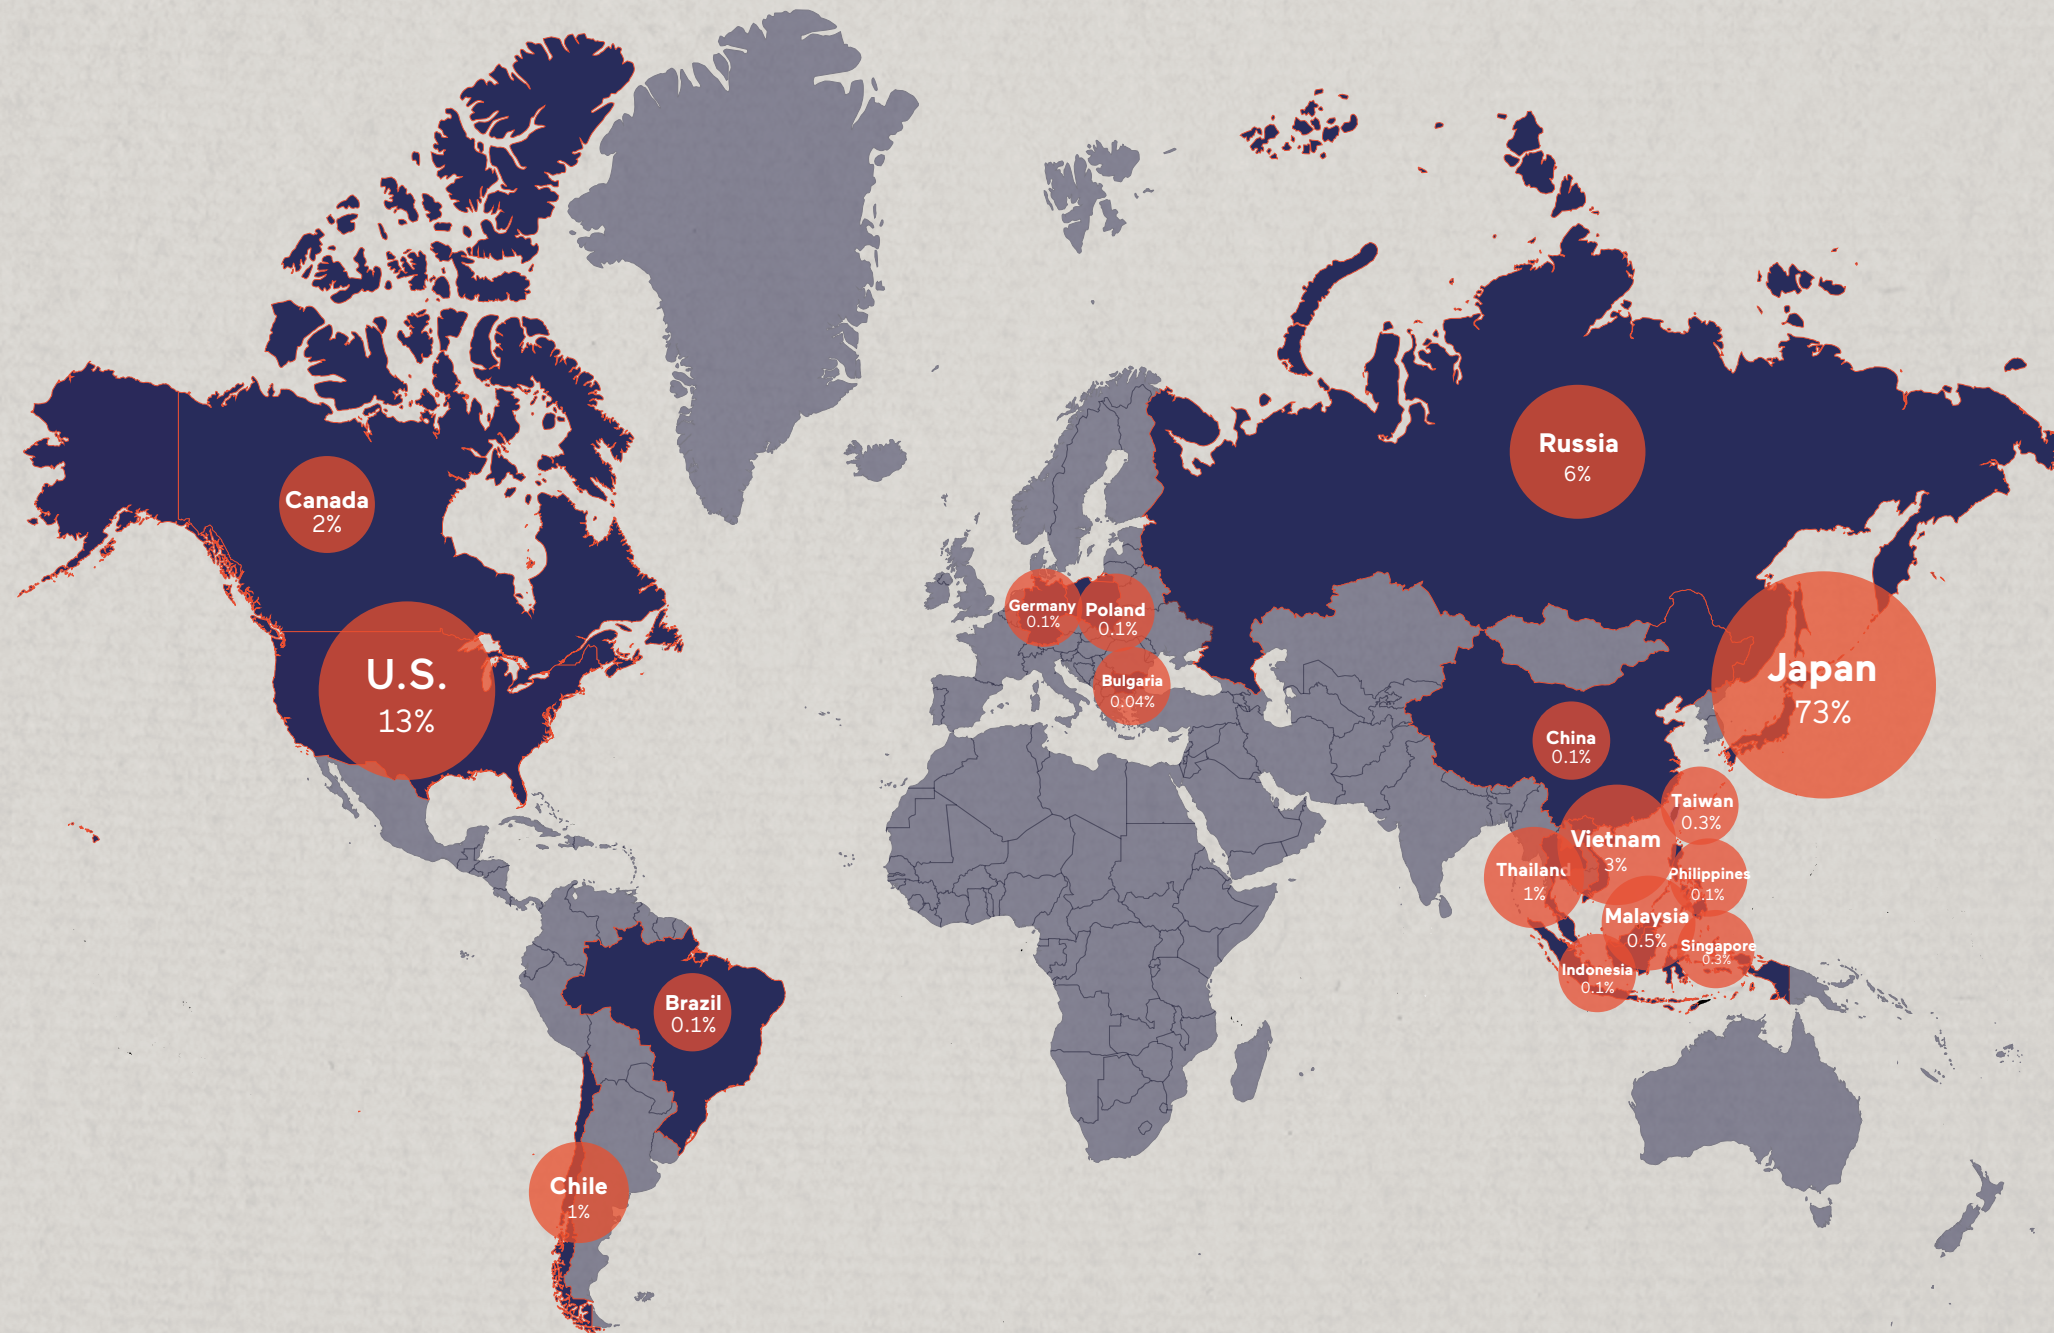 Canada
2%
U.S.
13%
Brazil
0.1%
Chile
1%
Germany
0.1%
Poland
0.1%
Bulgaria
0.04%
Russia
6%
Japan
73%
China
0.1%
Taiwan
0.3%
Vietnam
3%
Thailand
1%
Philippines
0.1%
Malaysia
0.5%
Singapore
0.3%
Indonesia
0.1%